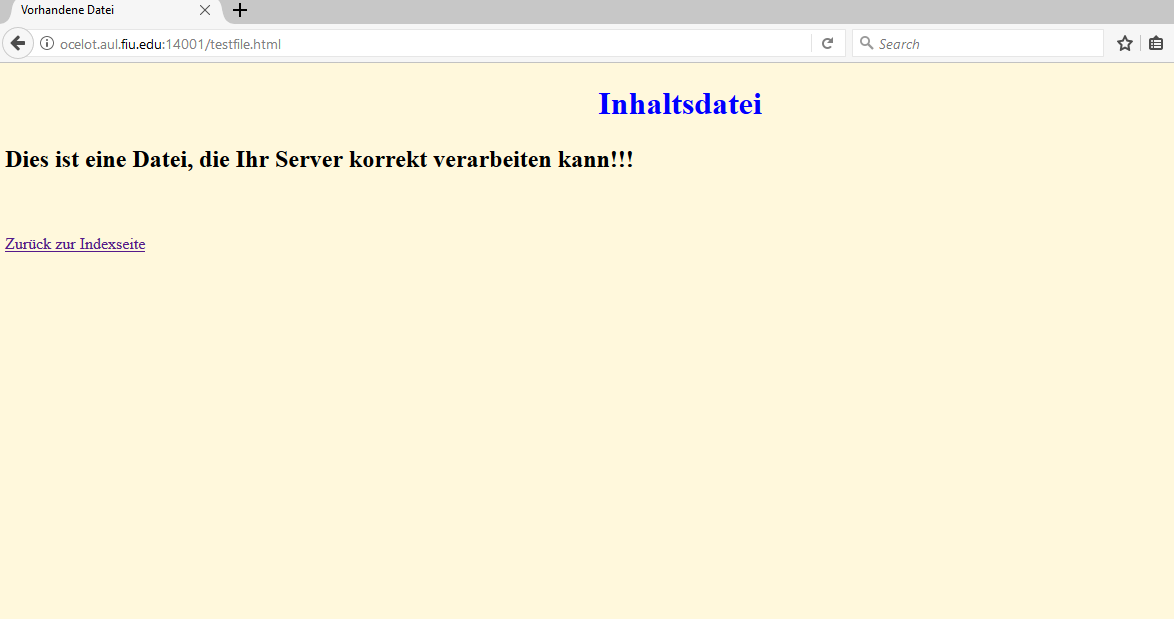 Vorhandene Datei
ocelot.aul.fiu.edu:14001/testfile.html
Search
Inhaltsdatei
Dies ist eine Datei, die Ihr Server korrekt verarbeiten kann!!!
Zurück zur Indexseite